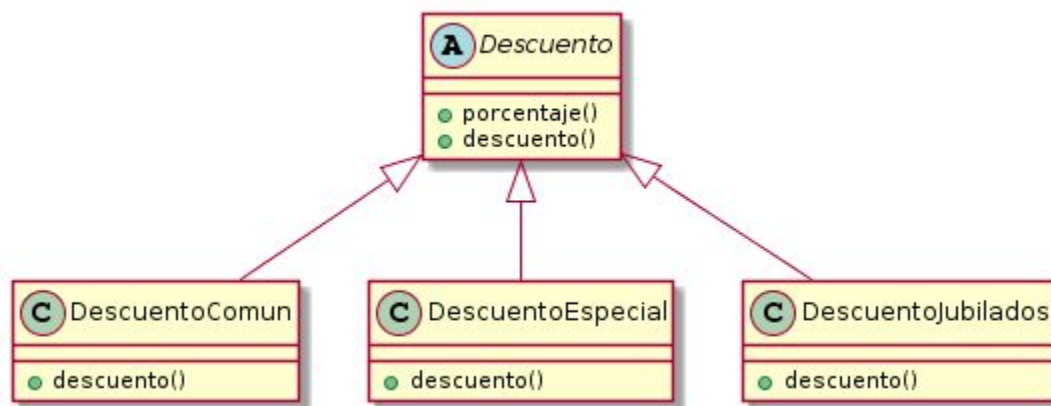 A Descuento
porcentaje()
descuento()
C DescuentoComun
descuento()
C DescuentoEspecial
descuento()
C DescuentoJubilados
descuento()